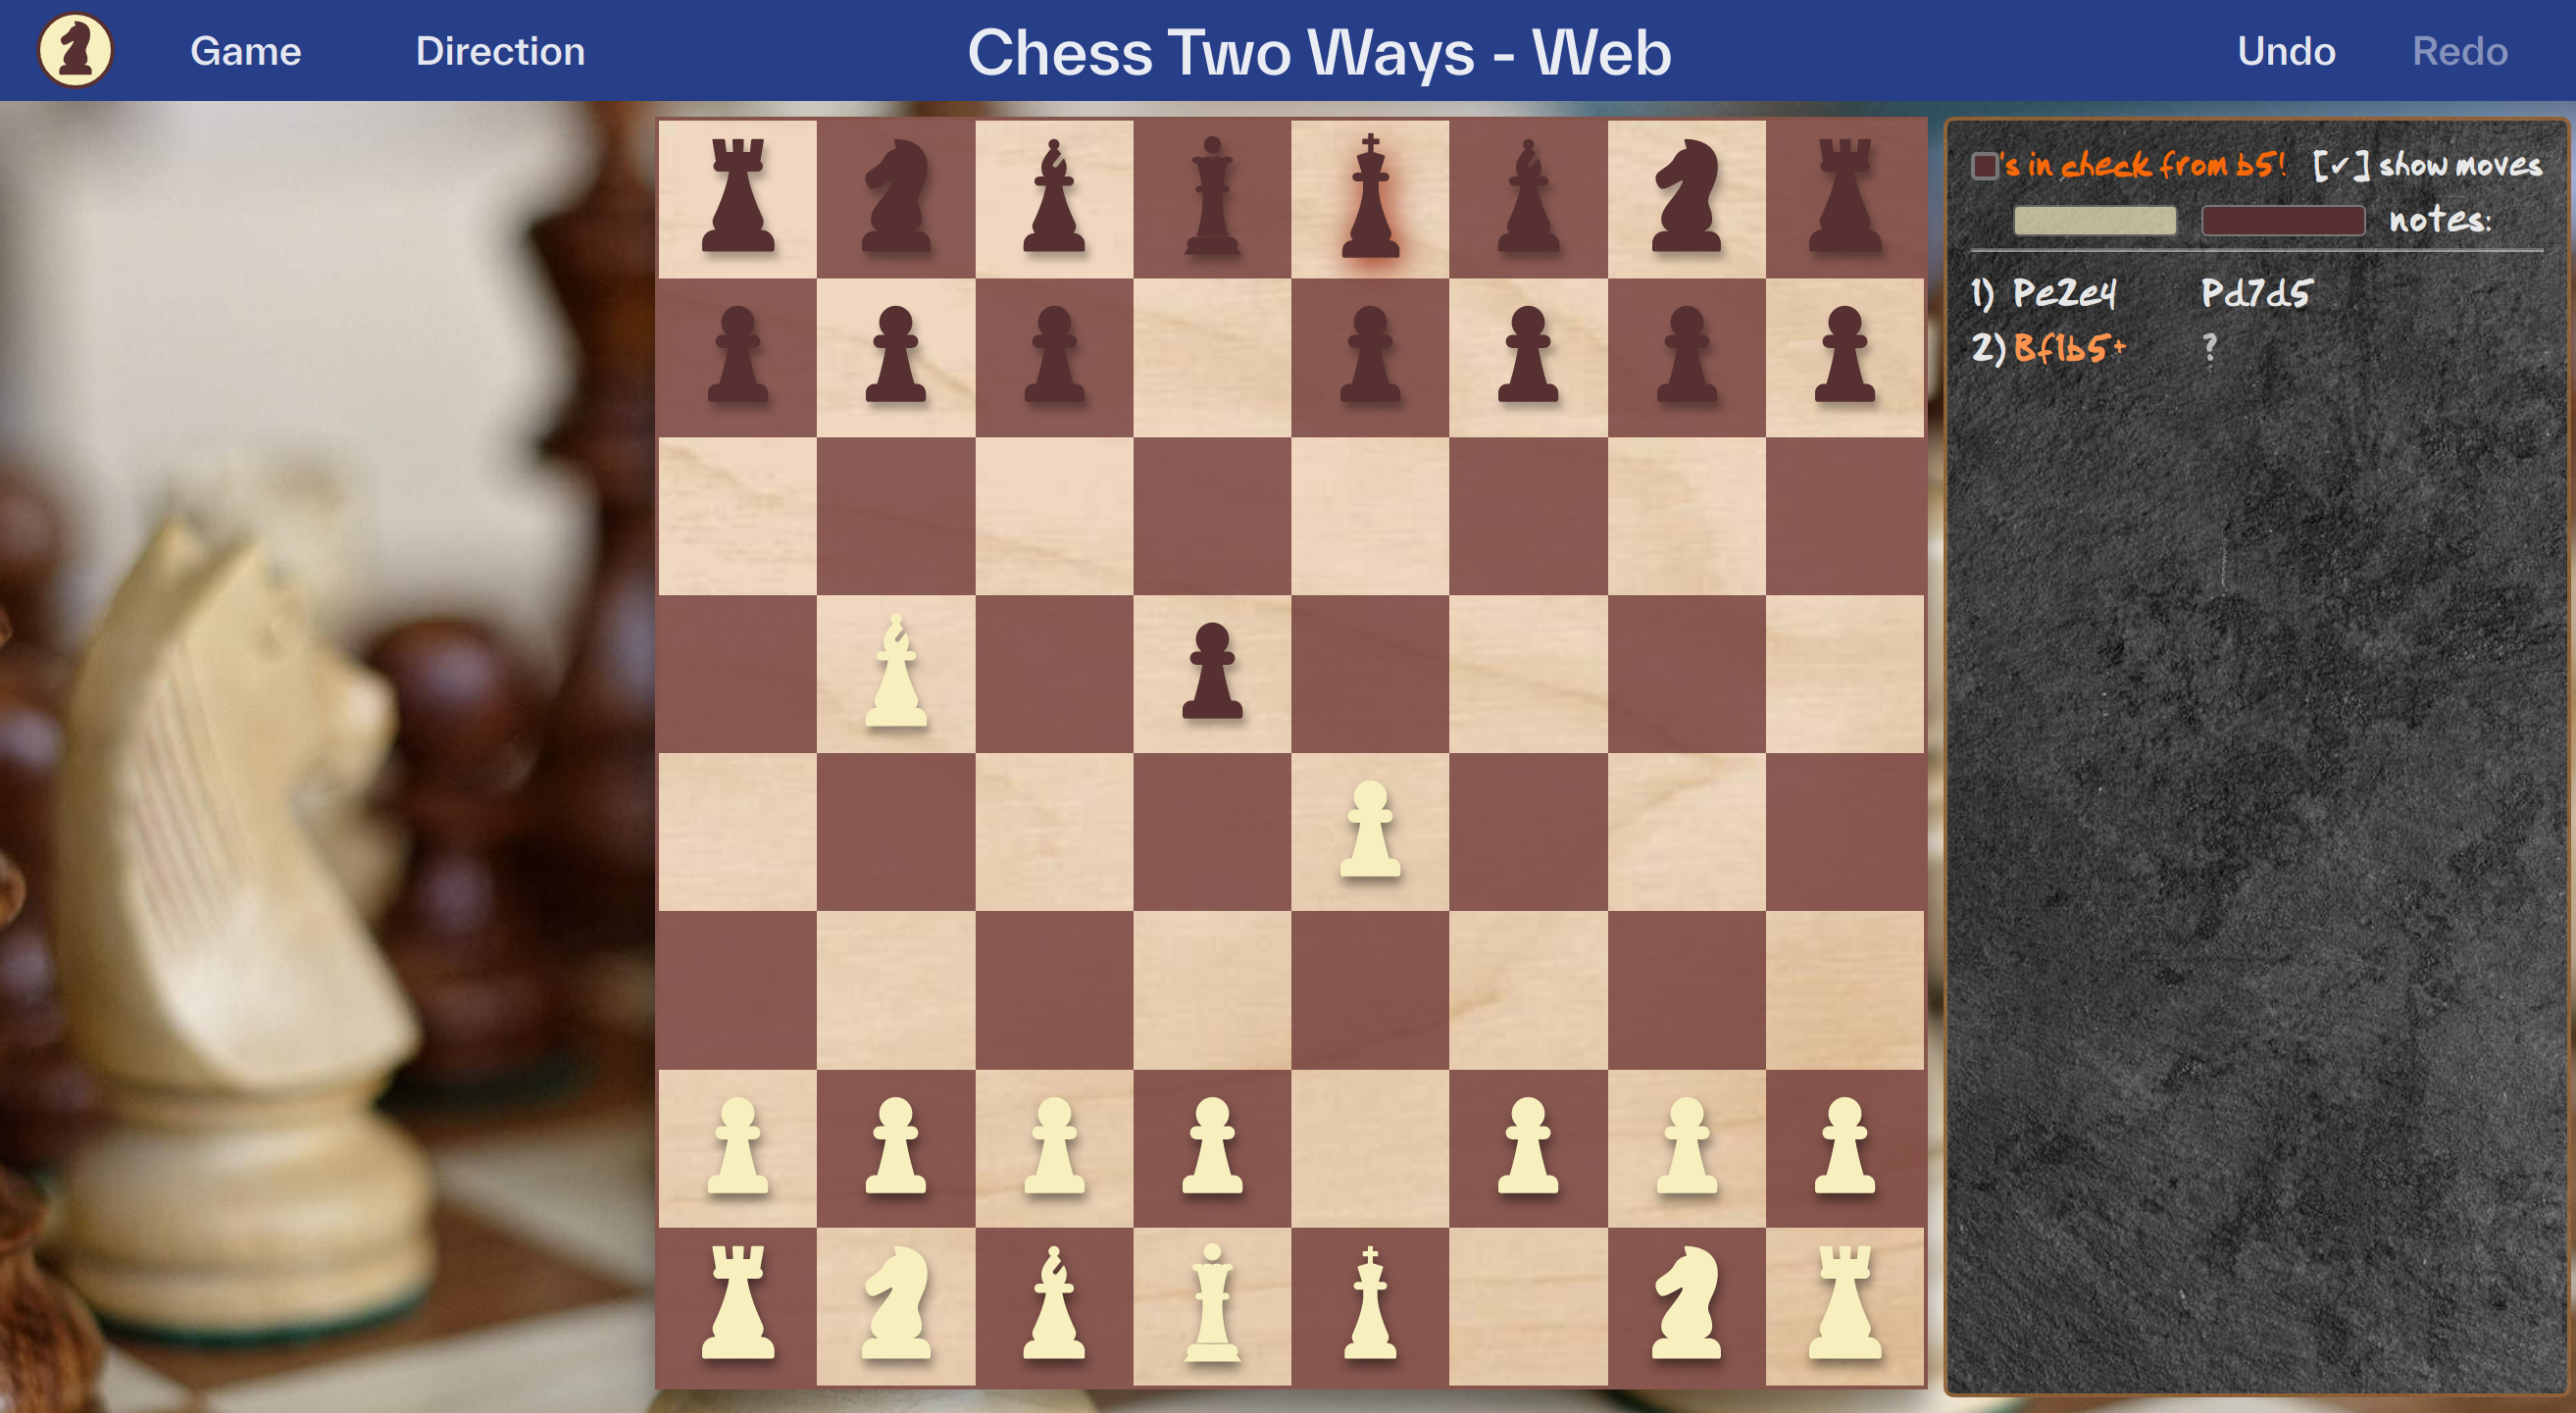 Game Direction Chess Two Ways - Web Undo Redo
's in check from b5! [✓] show moves
notes:
1) Pe2e4 Pd7d5
2) Bf1b5+ ?